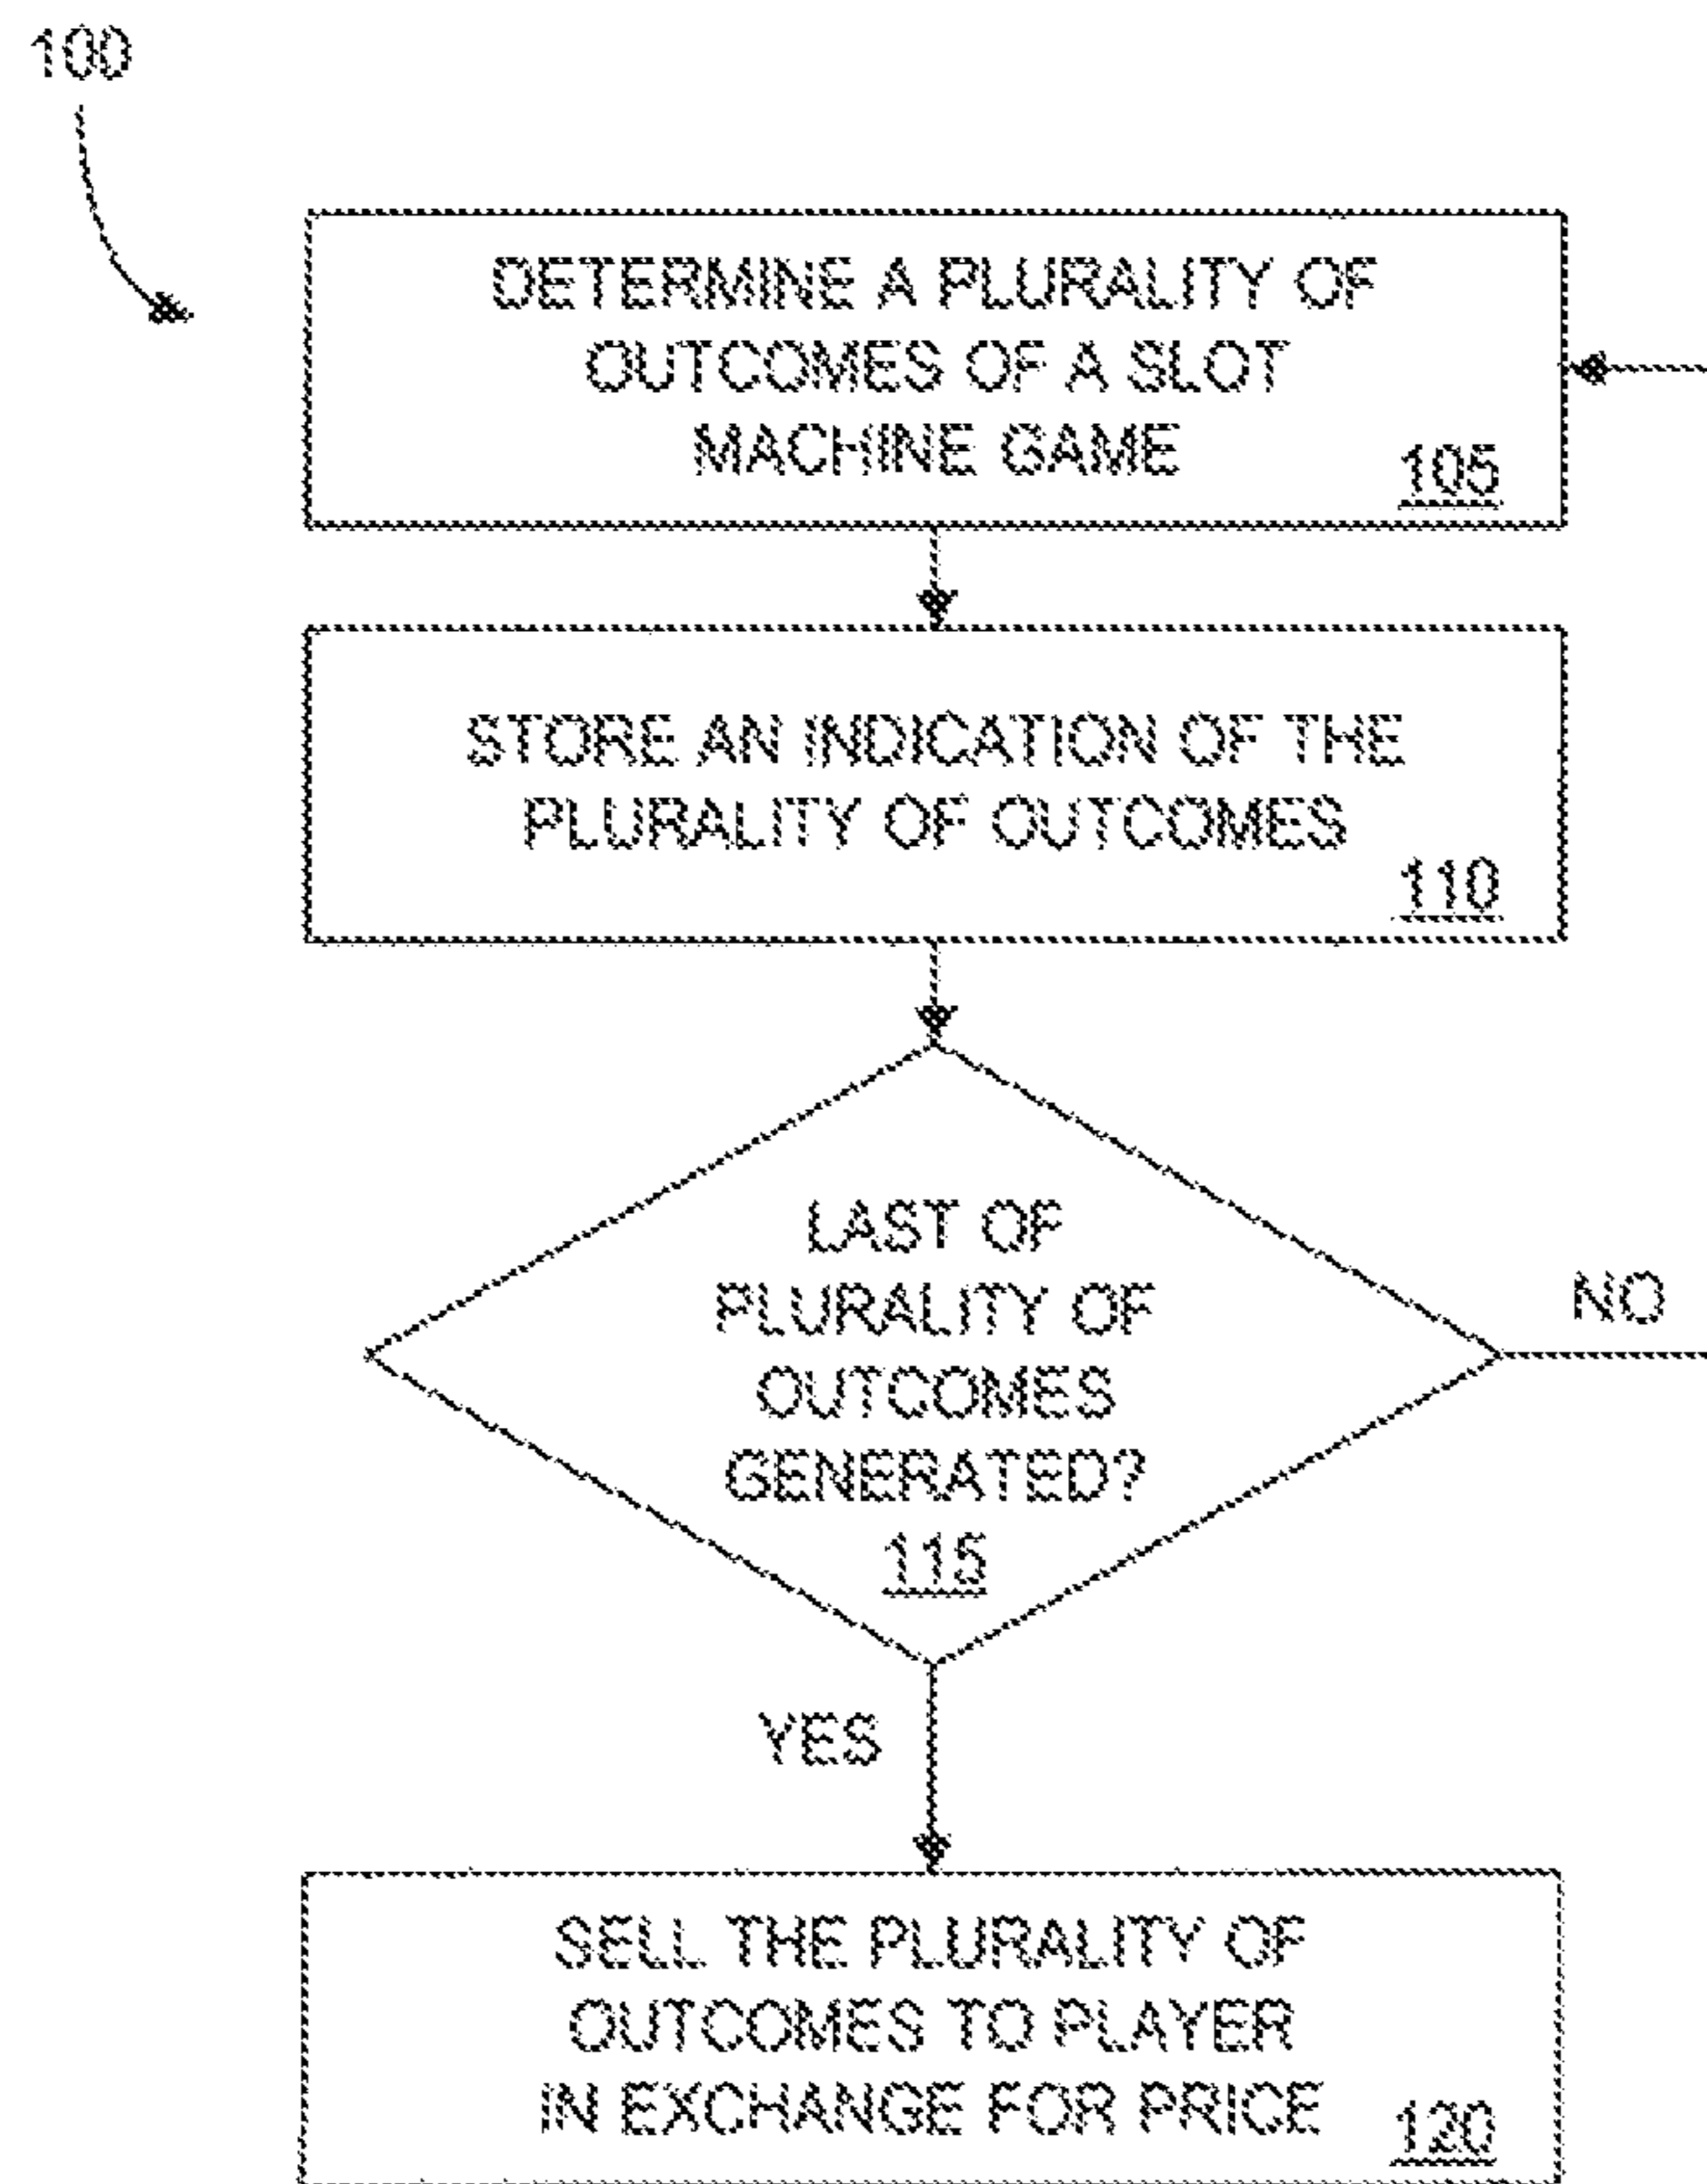 100
DETERMINE A PLURALITY OF
OUTCOMES OF A SLOT
MACHINE GAME
105
STORE AN INDICATION OF THE
PLURALITY OF OUTCOMES
110
LAST OF
PLURALITY OF
OUTCOMES
GENERATED?
115
NO
YES
SELL THE PLURALITY OF
OUTCOMES TO PLAYER
IN EXCHANGE FOR PRICE
120